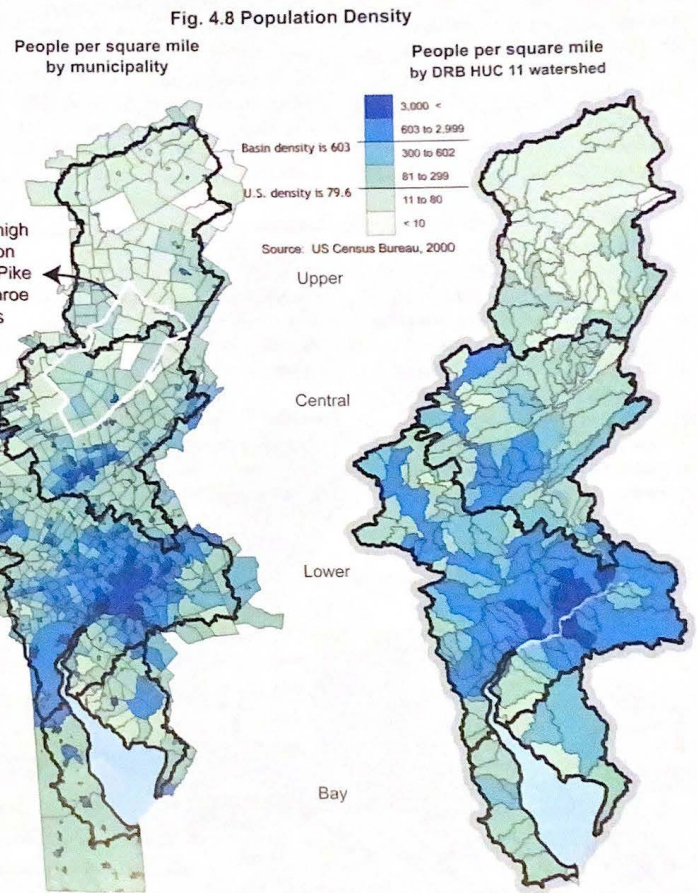 Fig. 4.8 Population Density
People per square mile
by municipality
People per square mile
by DRB HUC 11 watershed
3,000 <
603 to 2,999
Basin density is 603
300 to 602
81 to 299
U.S. density is 79.6
11 to 80
< 10
Source: US Census Bureau, 2000
high
on
Pike
roe
s
Upper
Central
Lower
Bay